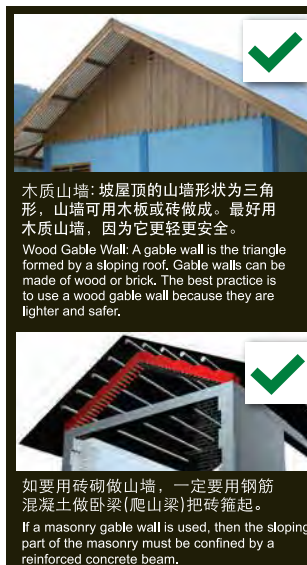 木质山墙: 坡屋顶的山墙形状为三角
形，山墙可用木板或砖做成。最好用
木质山墙，因为它更轻更安全。
Wood Gable Wall: A gable wall is the triangle
formed by a sloping roof. Gable walls can be
made of wood or brick. The best practice is
to use a wood gable wall because they are
lighter and safer.
如要用砖砌做山墙，一定要用钢筋
混凝土做卧梁(爬山梁)把砖箍起。
If a masonry gable wall is used, then the sloping
part of the masonry must be confined by a
reinforced concrete beam.